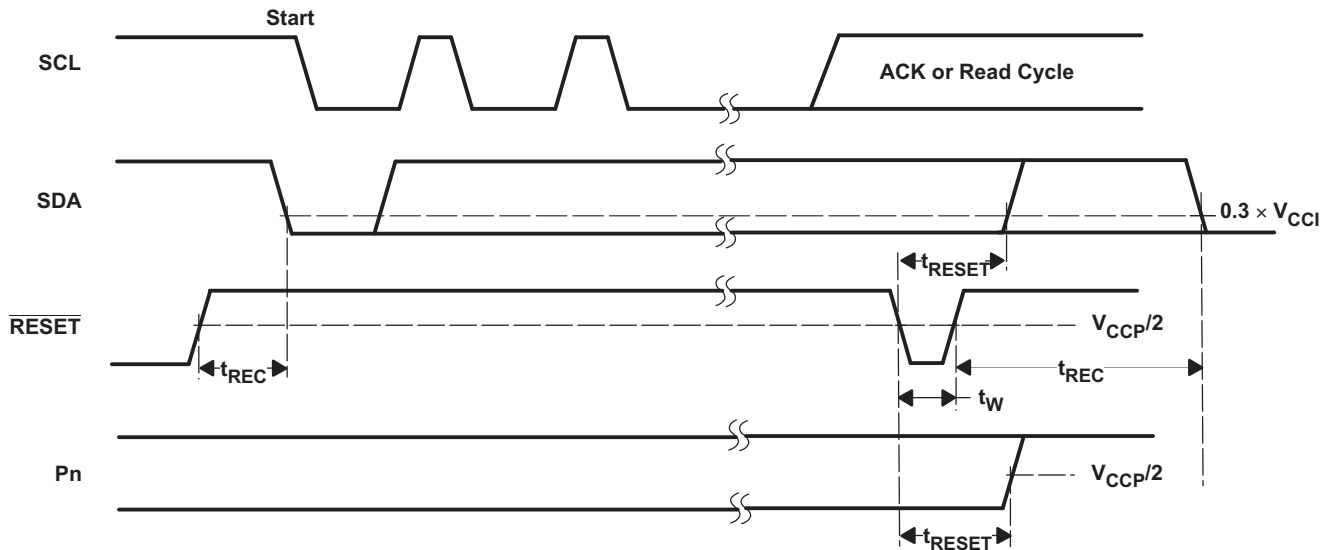 Start
SCL
ACK or Read Cycle
SDA
0.3 × VCCI
tRESET
RESET
VCCP/2
tREC
tREC
tW
Pn
VCCP/2
tRESET